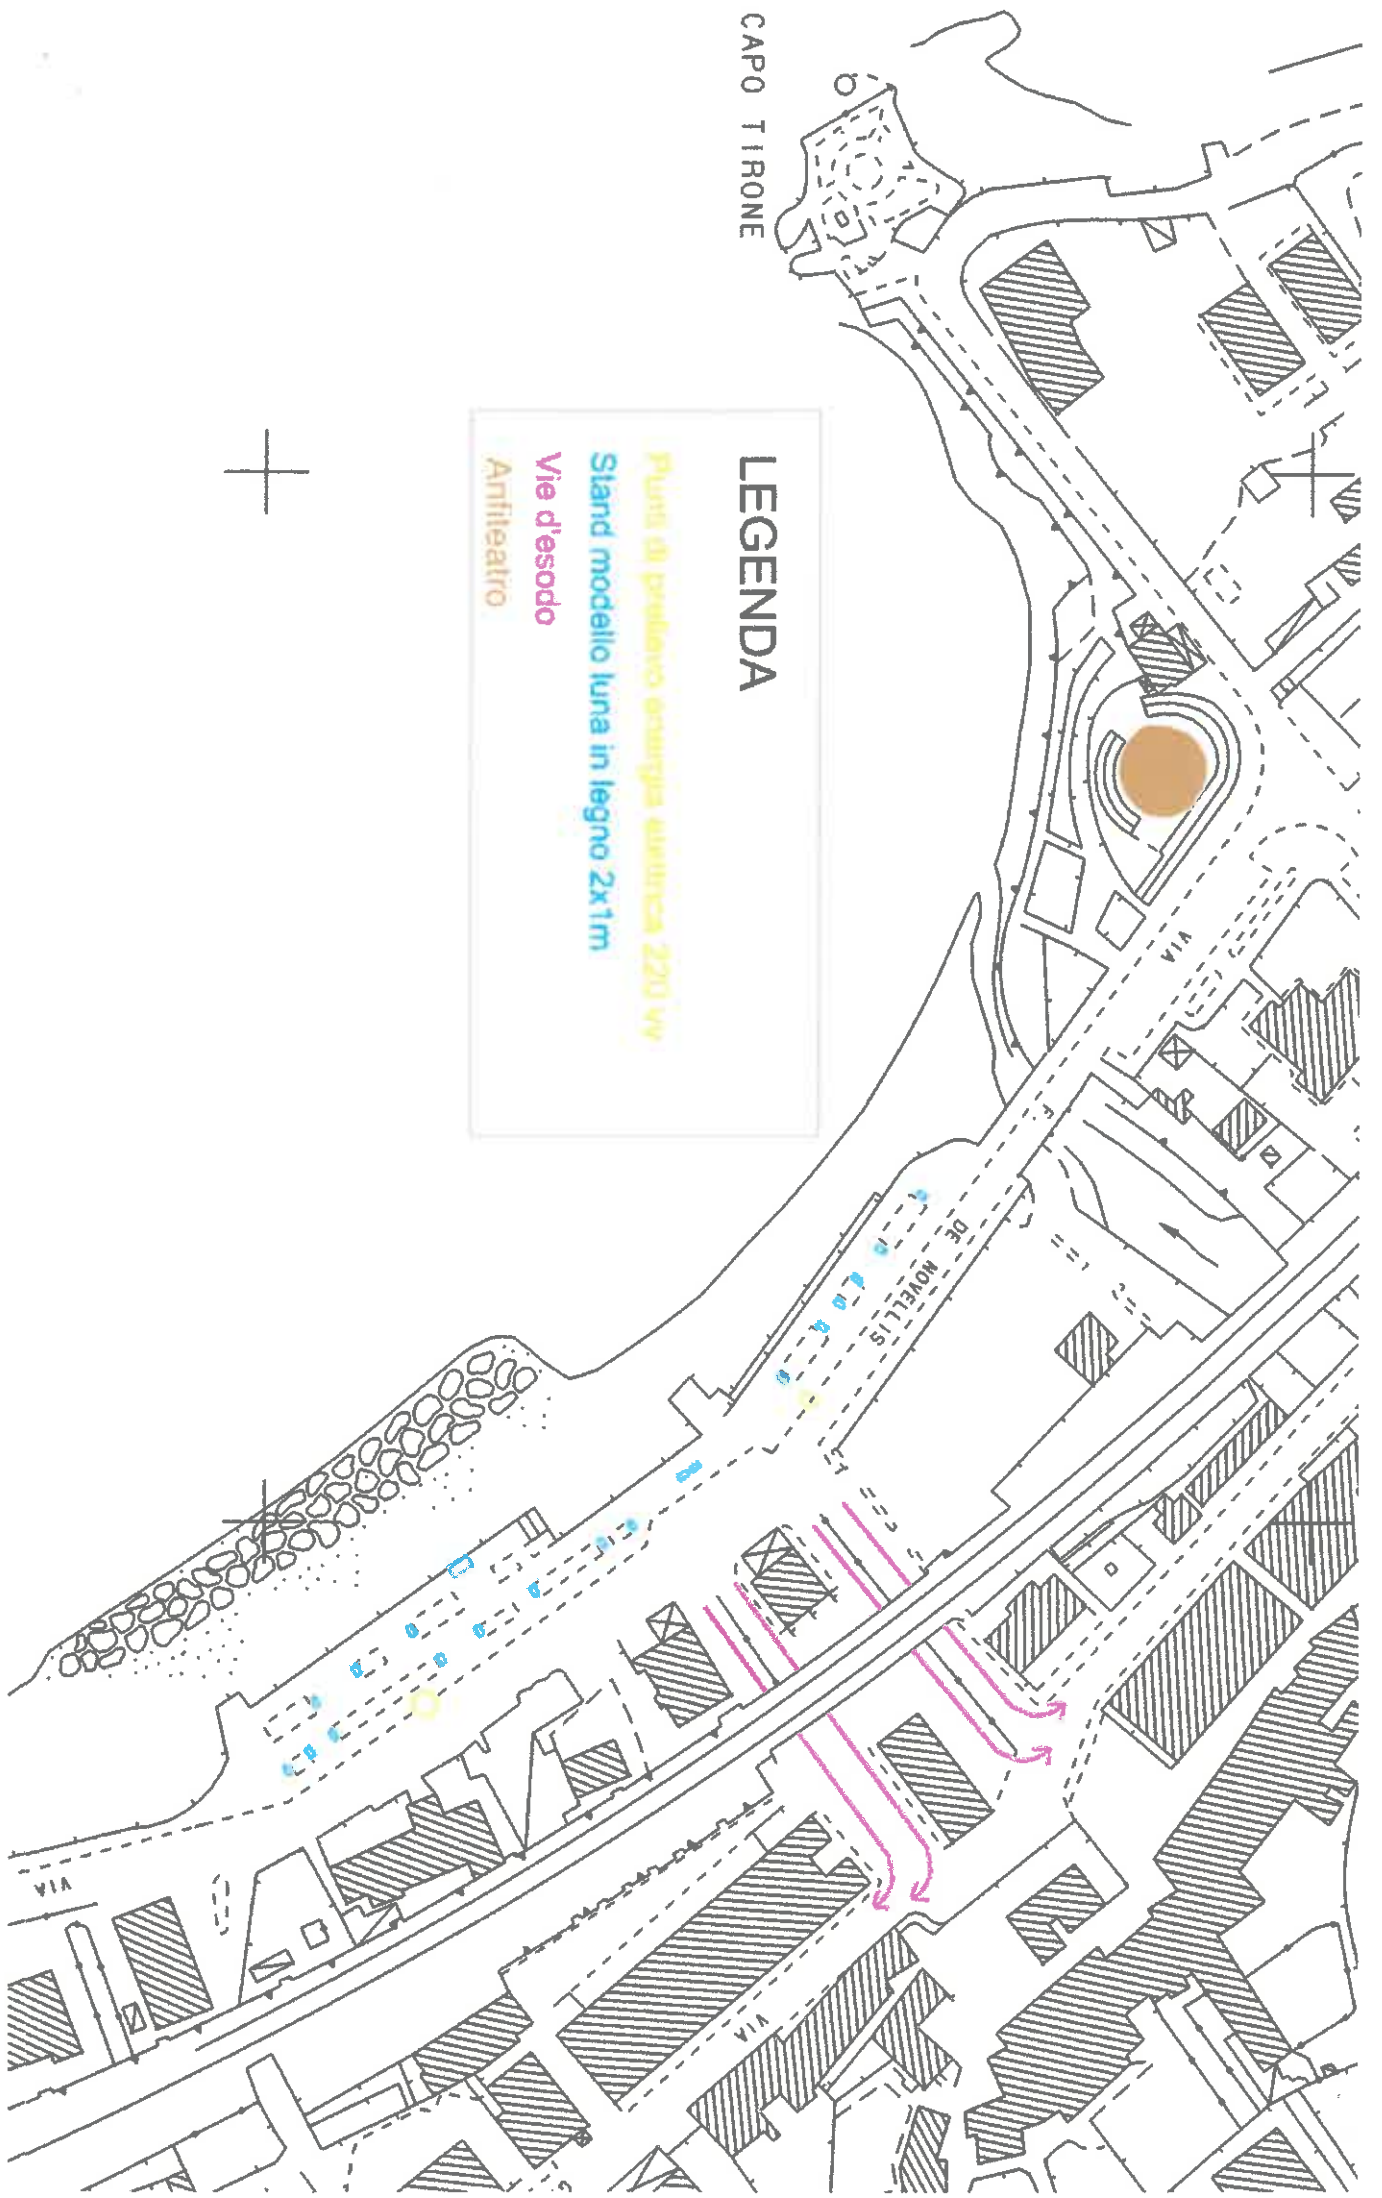 CAPO TIRONE
LEGENDA
Punti di prelievo energia elettrica 220 W
Stand modello luna in legno 2x1m
Vie d'esodo
Anfiteatro
VIA
F.
DE NOVELLIS
VIA
VIA